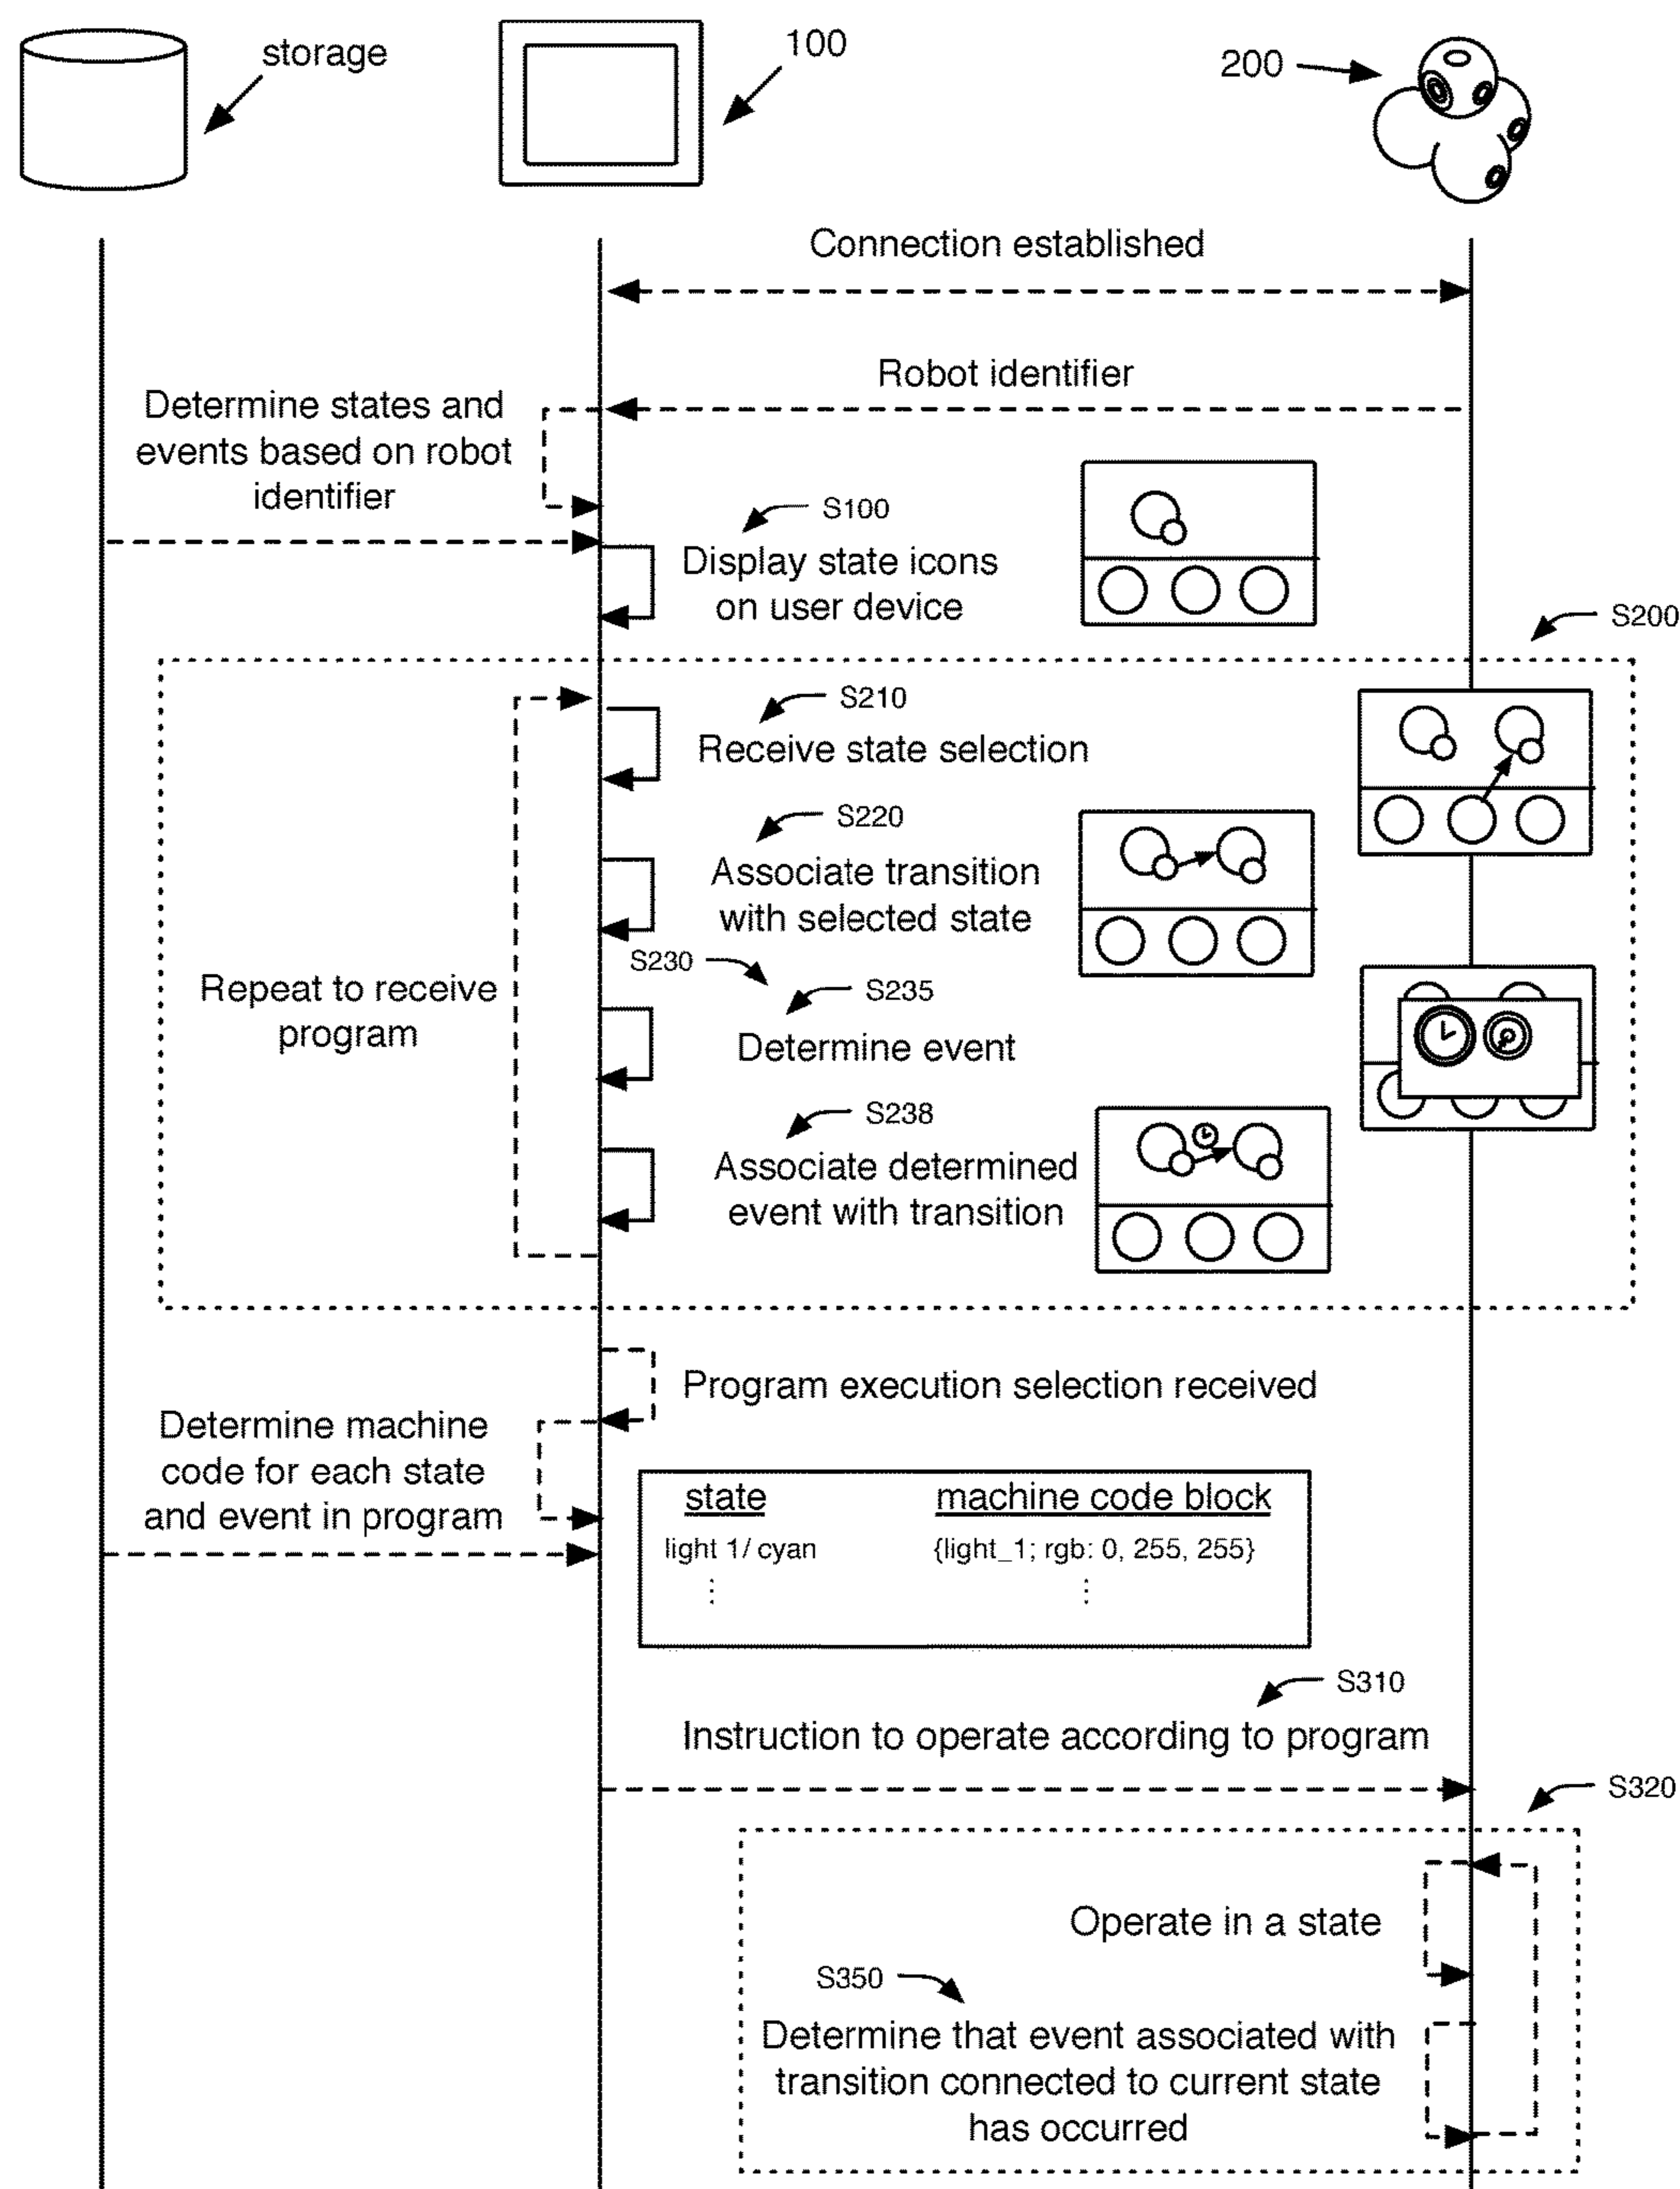 storage
100
200
Connection established
Robot identifier
Determine states and
events based on robot
identifier
S100
Display state icons
on user device
S200
S210
Receive state selection
S220
Associate transition
with selected state
S230
S235
Determine event
Repeat to receive
program
S238
Associate determined
event with transition
Program execution selection received
Determine machine
code for each state
and event in program
state machine code block
light 1/ cyan {light_1; rgb: 0, 255, 255}
⋮ ⋮
S310
Instruction to operate according to program
S320
Operate in a state
S350
Determine that event associated with
transition connected to current state
has occurred